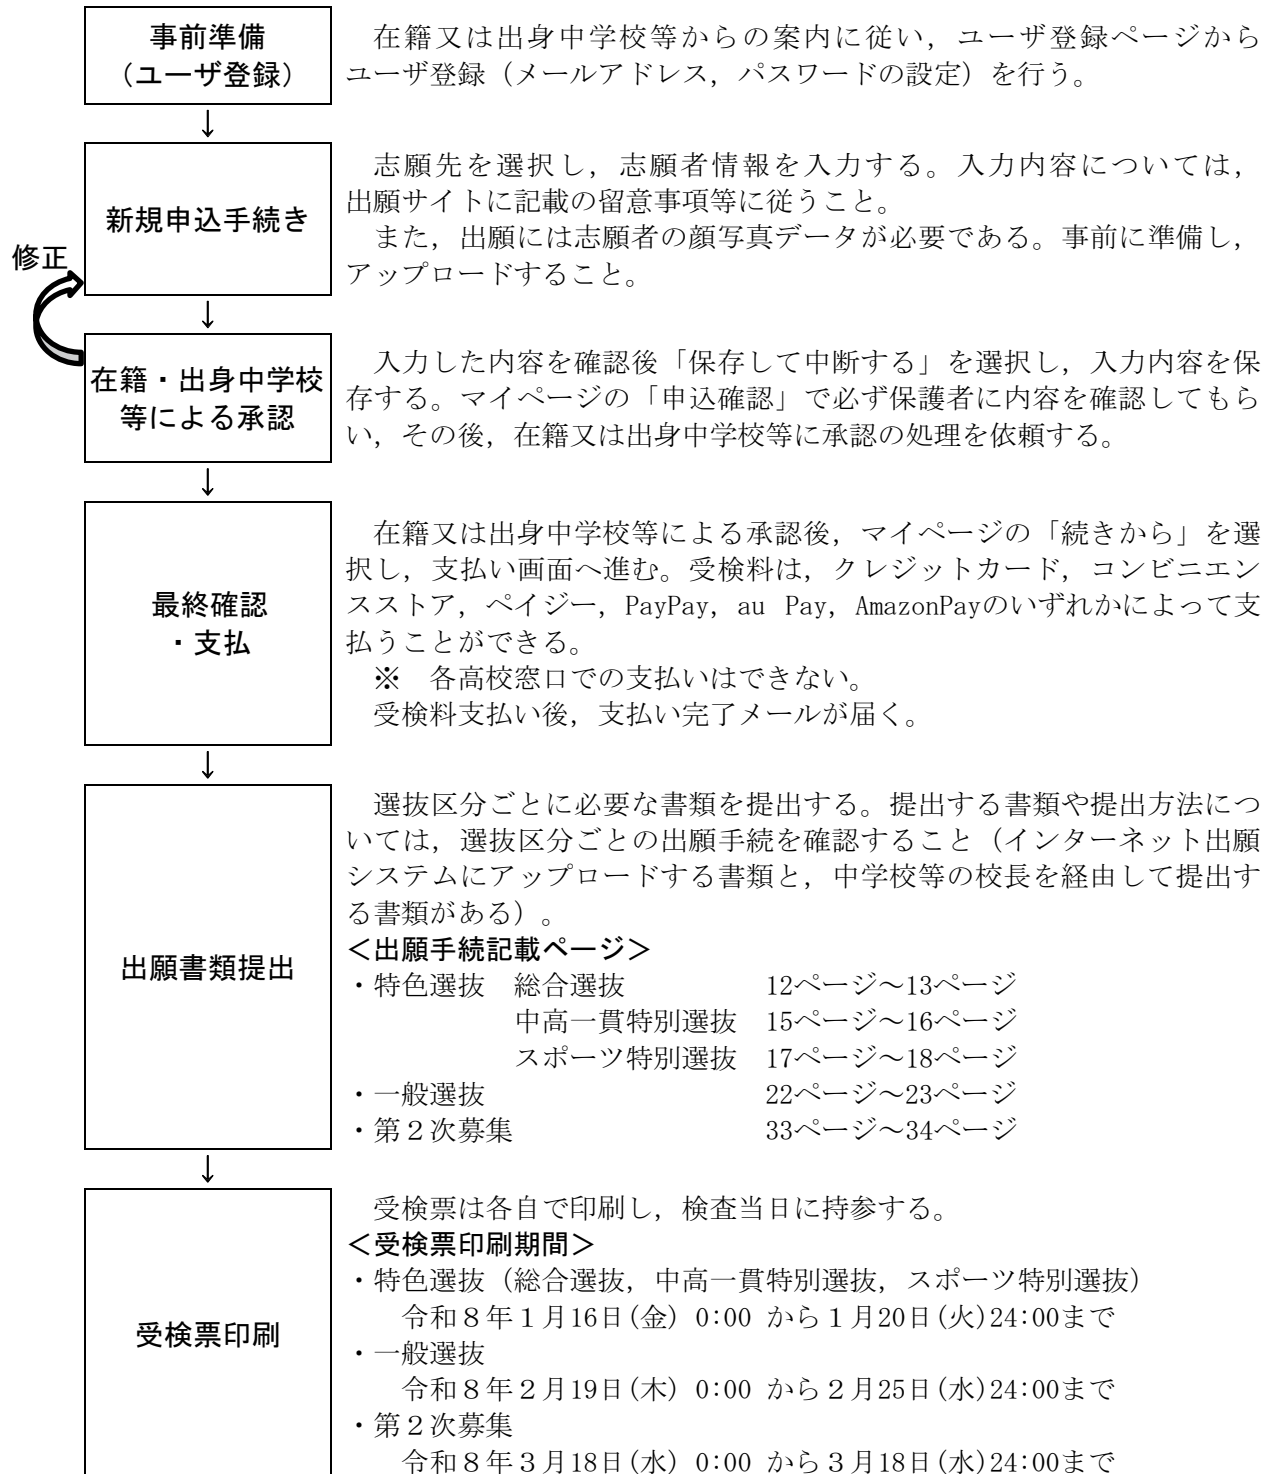 事前準備
（ユーザ登録）
在籍又は出身中学校等からの案内に従い，ユーザ登録ページから
ユーザ登録（メールアドレス，パスワードの設定）を行う。
↓
新規申込手続き
志願先を選択し，志願者情報を入力する。入力内容については，
出願サイトに記載の留意事項等に従うこと。
また，出願には志願者の顔写真データが必要である。事前に準備し，
アップロードすること。
修正
↓
在籍・出身中学校
等による承認
入力した内容を確認後「保存して中断する」を選択し，入力内容を保
存する。マイページの「申込確認」で必ず保護者に内容を確認してもら
い，その後，在籍又は出身中学校等に承認の処理を依頼する。
↓
最終確認
・支払
在籍又は出身中学校等による承認後，マイページの「続きから」を選
択し，支払い画面へ進む。受検料は，クレジットカード，コンビニエン
スストア，ペイジー，PayPay，au Pay，AmazonPayのいずれかによって支
払うことができる。
※　各高校窓口での支払いはできない。
受検料支払い後，支払い完了メールが届く。
↓
出願書類提出
選抜区分ごとに必要な書類を提出する。提出する書類や提出方法につ
いては，選抜区分ごとの出願手続を確認すること（インターネット出願
システムにアップロードする書類と，中学校等の校長を経由して提出す
る書類がある）。
＜出願手続記載ページ＞
・特色選抜　総合選抜　12ページ～13ページ
中高一貫特別選抜　15ページ～16ページ
スポーツ特別選抜　17ページ～18ページ
・一般選抜　22ページ～23ページ
・第２次募集　33ページ～34ページ
↓
受検票印刷
受検票は各自で印刷し，検査当日に持参する。
＜受検票印刷期間＞
・特色選抜（総合選抜，中高一貫特別選抜，スポーツ特別選抜）
令和８年１月16日(金) 0:00 から１月20日(火)24:00まで
・一般選抜
令和８年２月19日(木) 0:00 から２月25日(水)24:00まで
・第２次募集
令和８年３月18日(水) 0:00 から３月18日(水)24:00まで